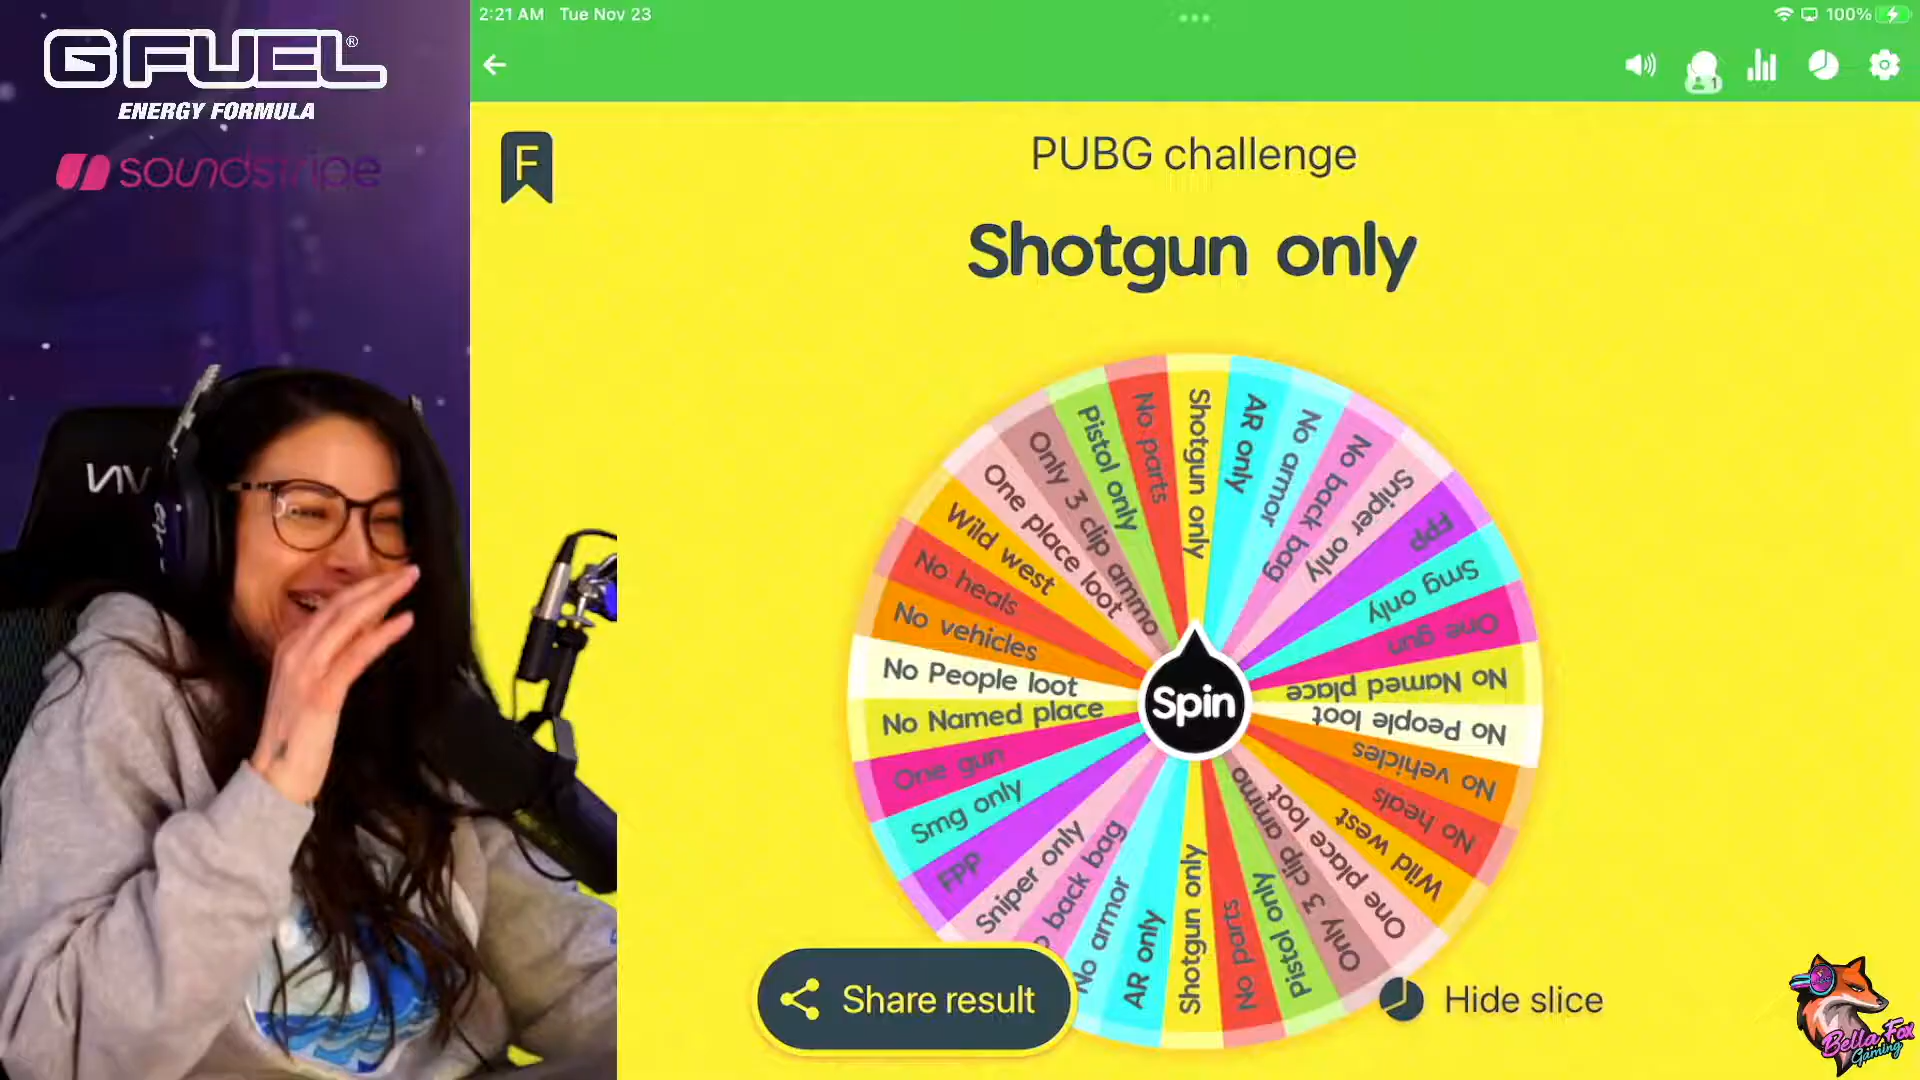 2:21 AM Tue Nov 23
100%
GFUEL®
ENERGY FORMULA
soundstripe
1
F
PUBG challenge
Shotgun only
Shotgun only
AR only
No armor
No back bag
Sniper only
FPP
Smg only
One gun
No Named place
No People loot
No vehicles
No heals
Wild west
One place loot
Only 3 clip ammo
Pistol only
No parts
Shotgun only
AR only
No armor
back bag
Sniper only
FPP
Smg only
One gun
No Named place
No People loot
No vehicles
No heals
Wild west
One place loot
Only 3 clip ammo
Pistol only
No parts
Spin
Share result
Hide slice
Bella Fox
Gaming